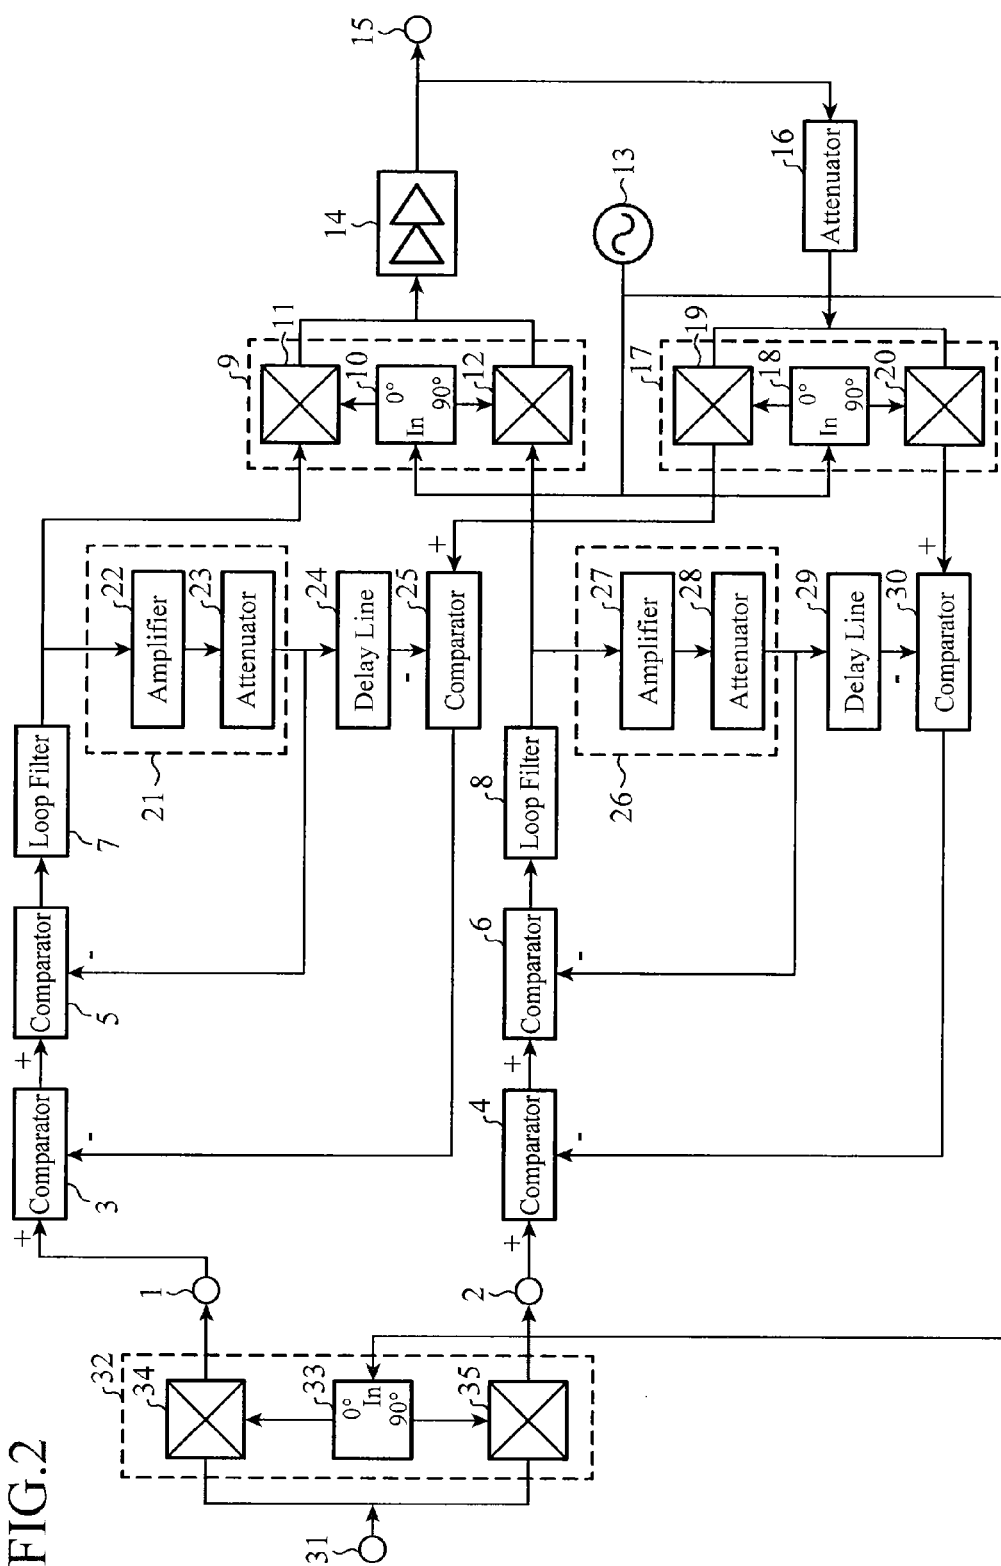 FIG.2
31
32
34
33
0°
In
90°
35
1
2
+
Comparator
3
-
+
Comparator
5
-
Loop Filter
7
+
Comparator
4
-
+
Comparator
6
-
Loop Filter
8
21
22
Amplifier
23
Attenuator
24
Delay Line
-
25
Comparator
+
26
27
Amplifier
28
Attenuator
29
Delay Line
-
30
Comparator
+
9
11
10
0°
In
90°
12
17
19
18
0°
In
90°
20
14
13
16
Attenuator
15